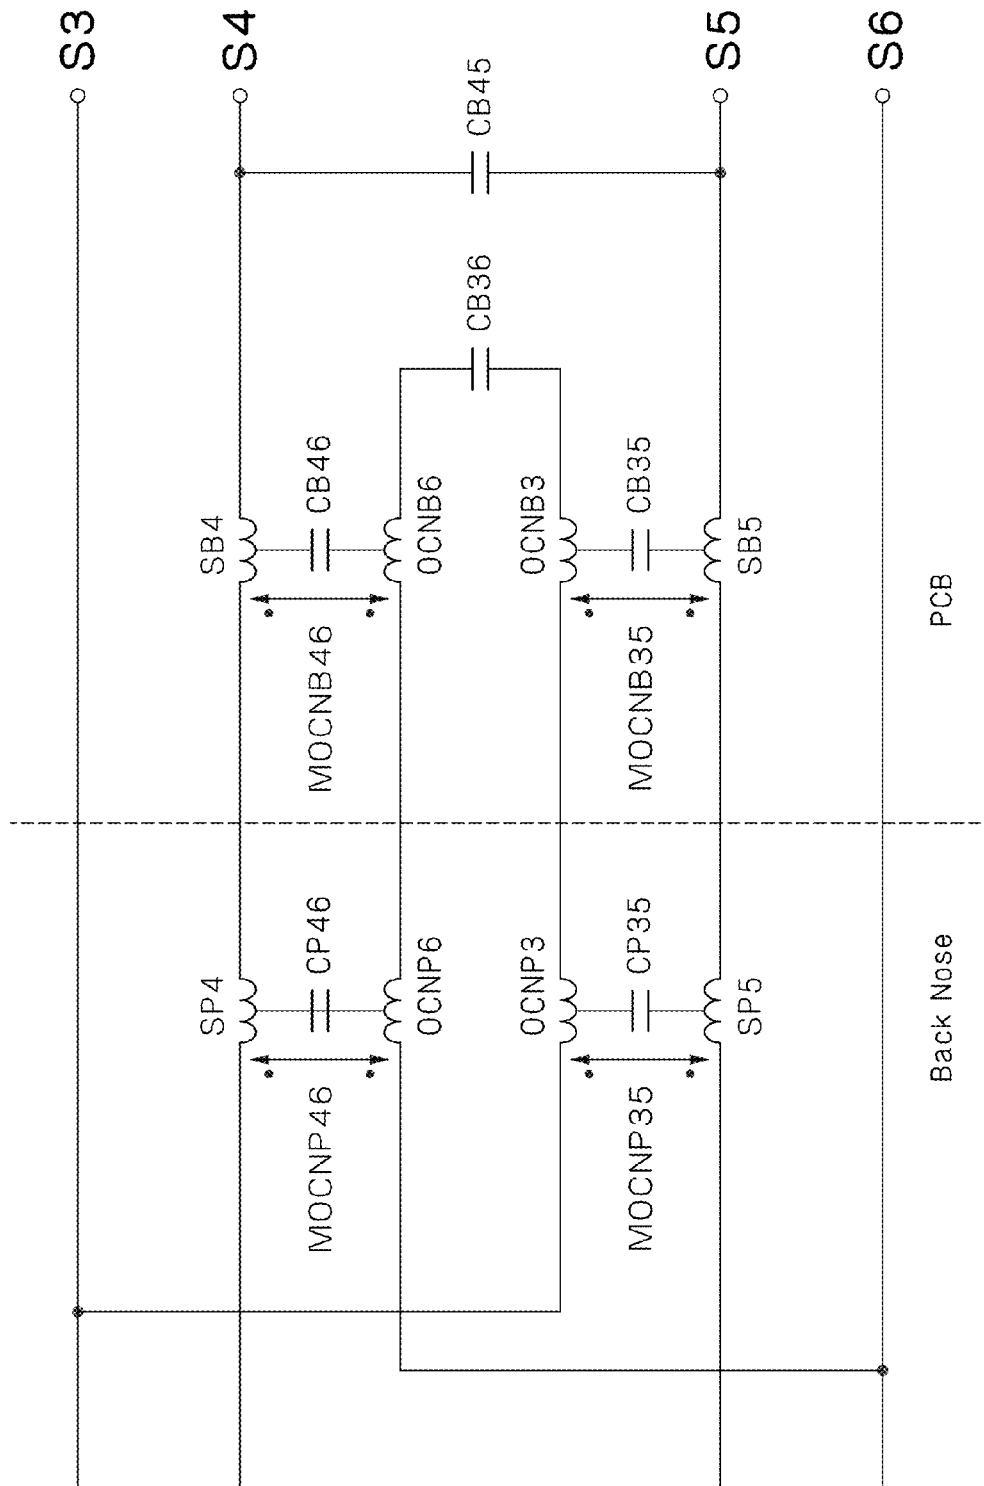 S3
S4
S5
S6
CB45
CB36
SB4
CB46
OCNB6
OCNB3
CB35
SB5
MOCNB46
MOCNB35
PCB
SP4
CP46
OCNP6
OCNP3
CP35
SP5
MOCNP46
MOCNP35
Back Nose